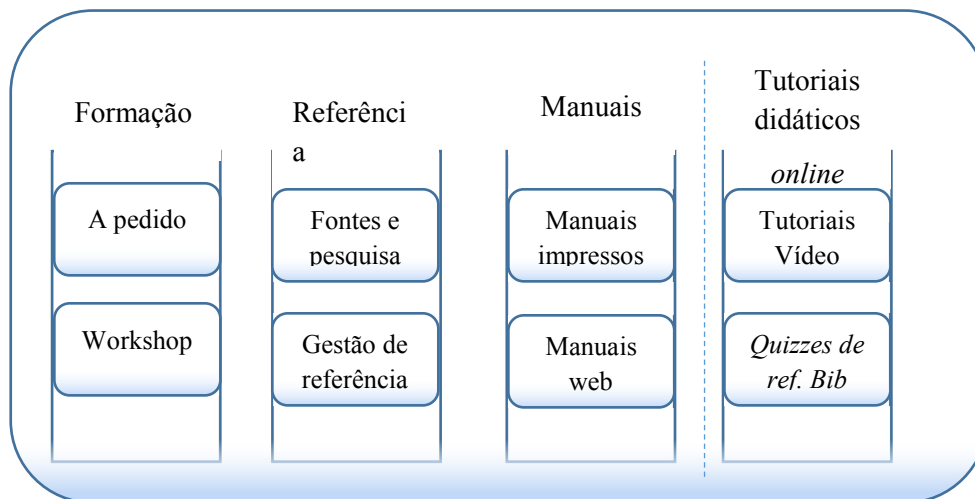 Formação
A pedido
Workshop
Referênci
a
Fontes e
pesquisa
Gestão de
referência
Manuais
Manuais
impressos
Manuais
web
Tutoriais
didáticos
online
Tutoriais
Vídeo
Quizzes de
ref. Bib